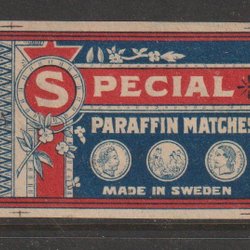 SPECIAL
PARAFFIN MATCHES
MADE IN SWEDEN